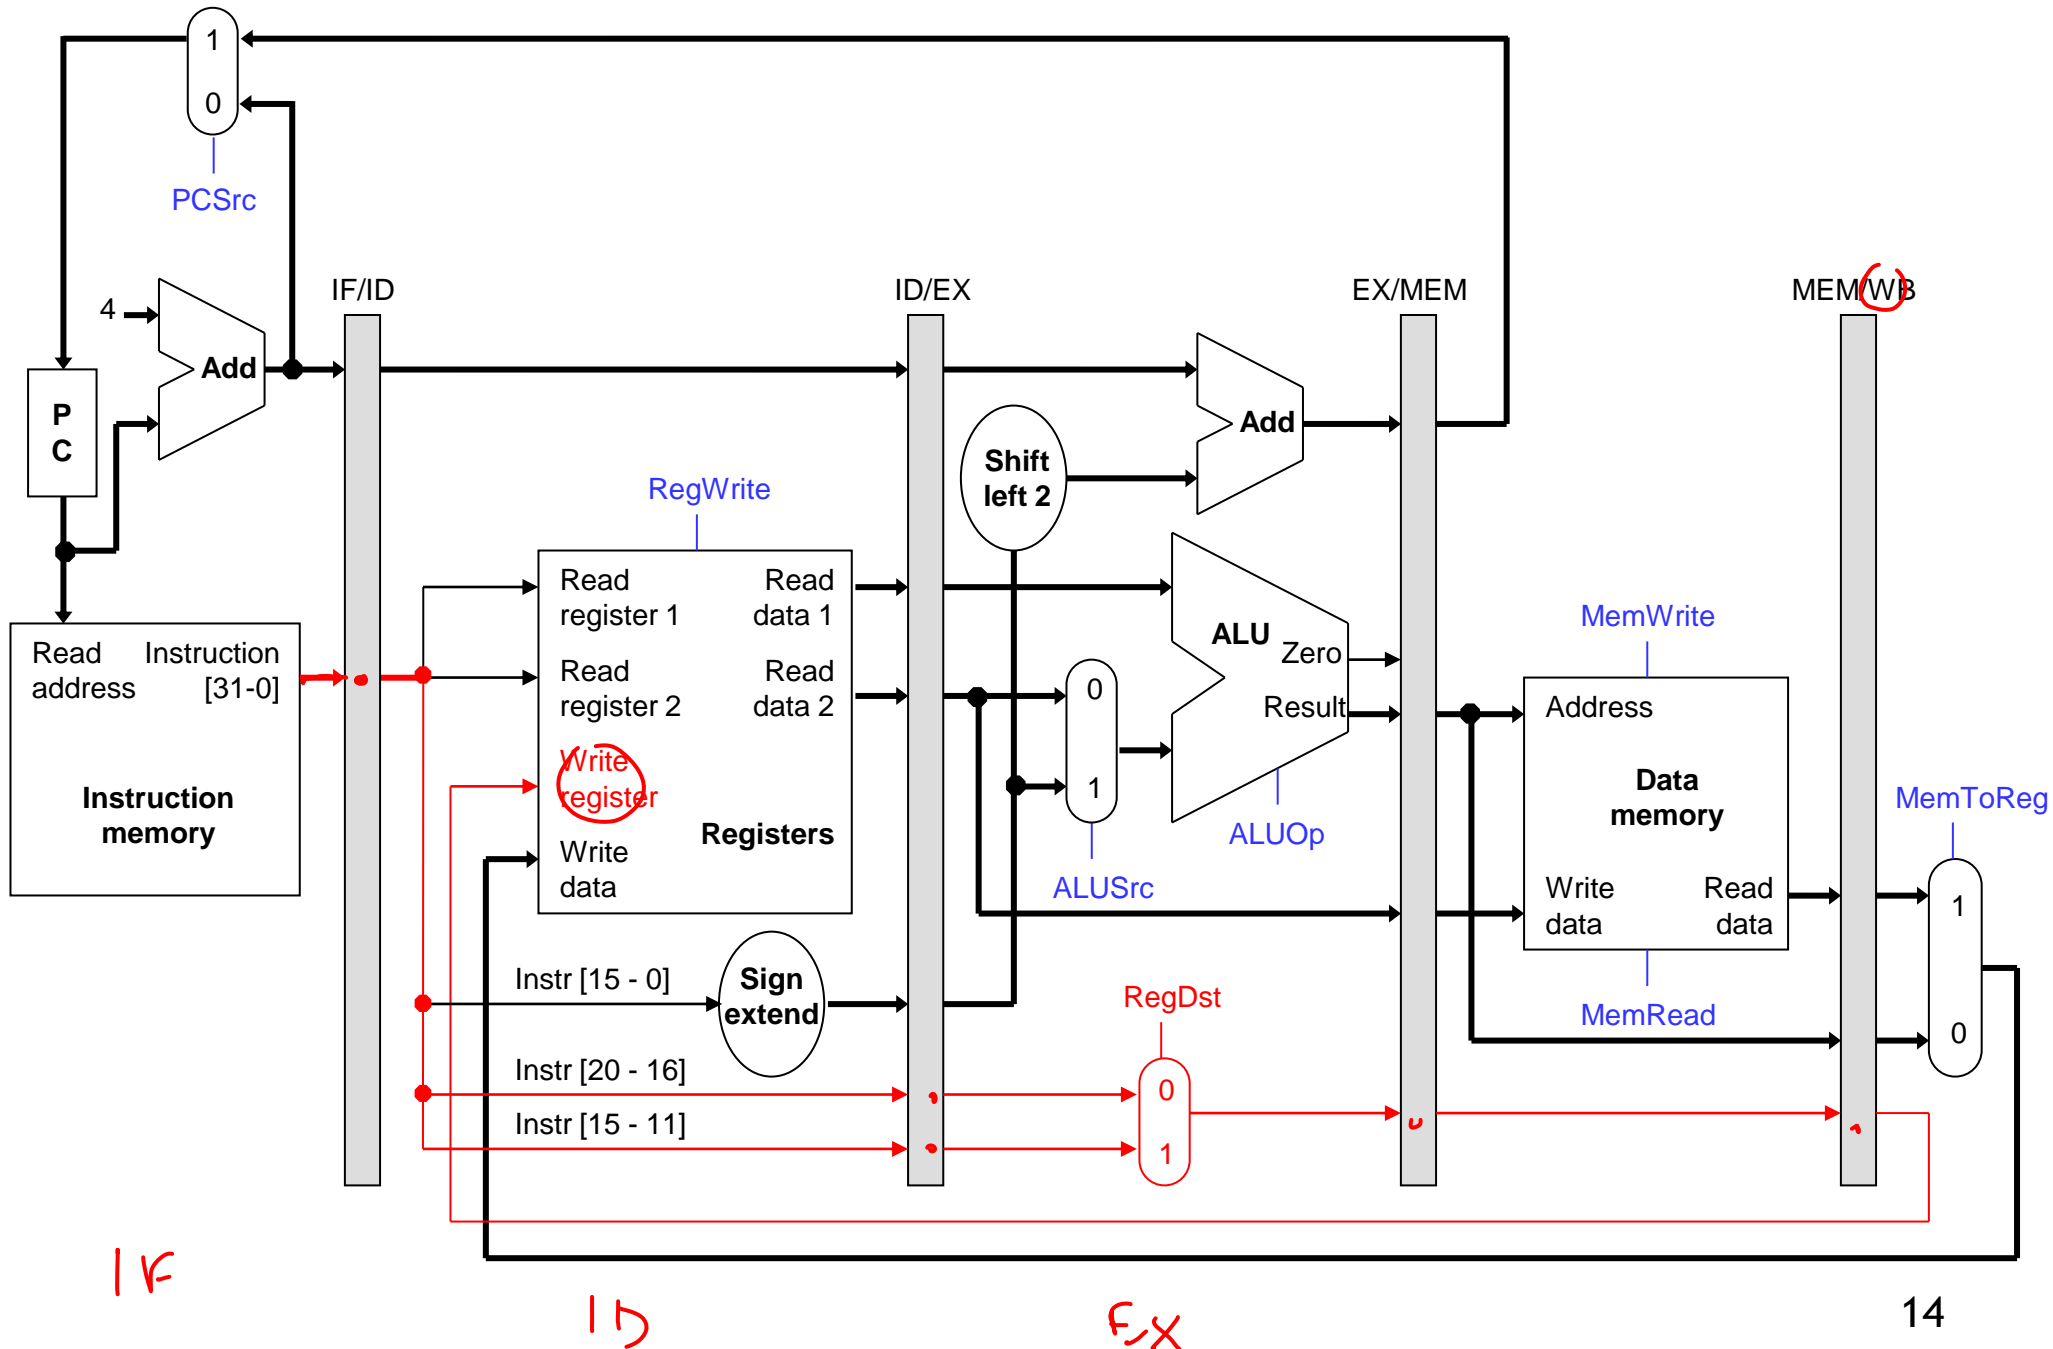 1
0
PCSrc
4
Add
P
C
IF/ID
ID/EX
EX/MEM
MEM/WB
Add
Shift
left 2
RegWrite
Read
address
Instruction
[31-0]
Instruction
memory
Read
register 1
Read
data 1
Read
register 2
Read
data 2
Write
register
Write
data
Registers
0
1
ALUSrc
ALU
Zero
Result
ALUOp
MemWrite
Address
Data
memory
Write
data
Read
data
MemRead
MemToReg
1
0
Instr [15 - 0]
Sign
extend
Instr [20 - 16]
Instr [15 - 11]
RegDst
0
1
IF
ID
EX
14